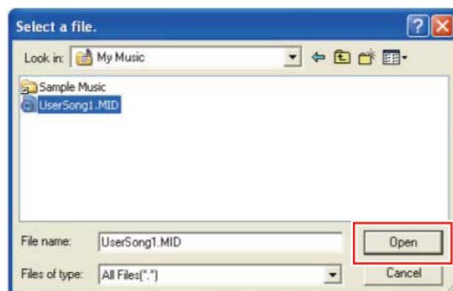 Select a file.
Look in: My Music
Sample Music
UserSong1.MID
File name: UserSong1.MID Open
Files of type: All Files(*.*) Cancel